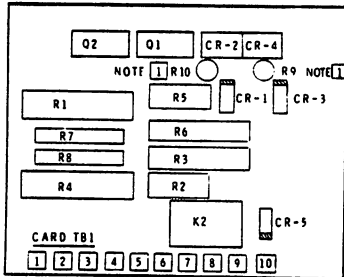 Q2 Q1 CR-2 CR-4
NOTE 1 R10 R9 NOTE 1
R1 R5 CR-1 CR-3
R7 R6
R8 R3
R4 R2
K2 CR-5
CARD TB1
1 2 3 4 5 6 7 8 9 10